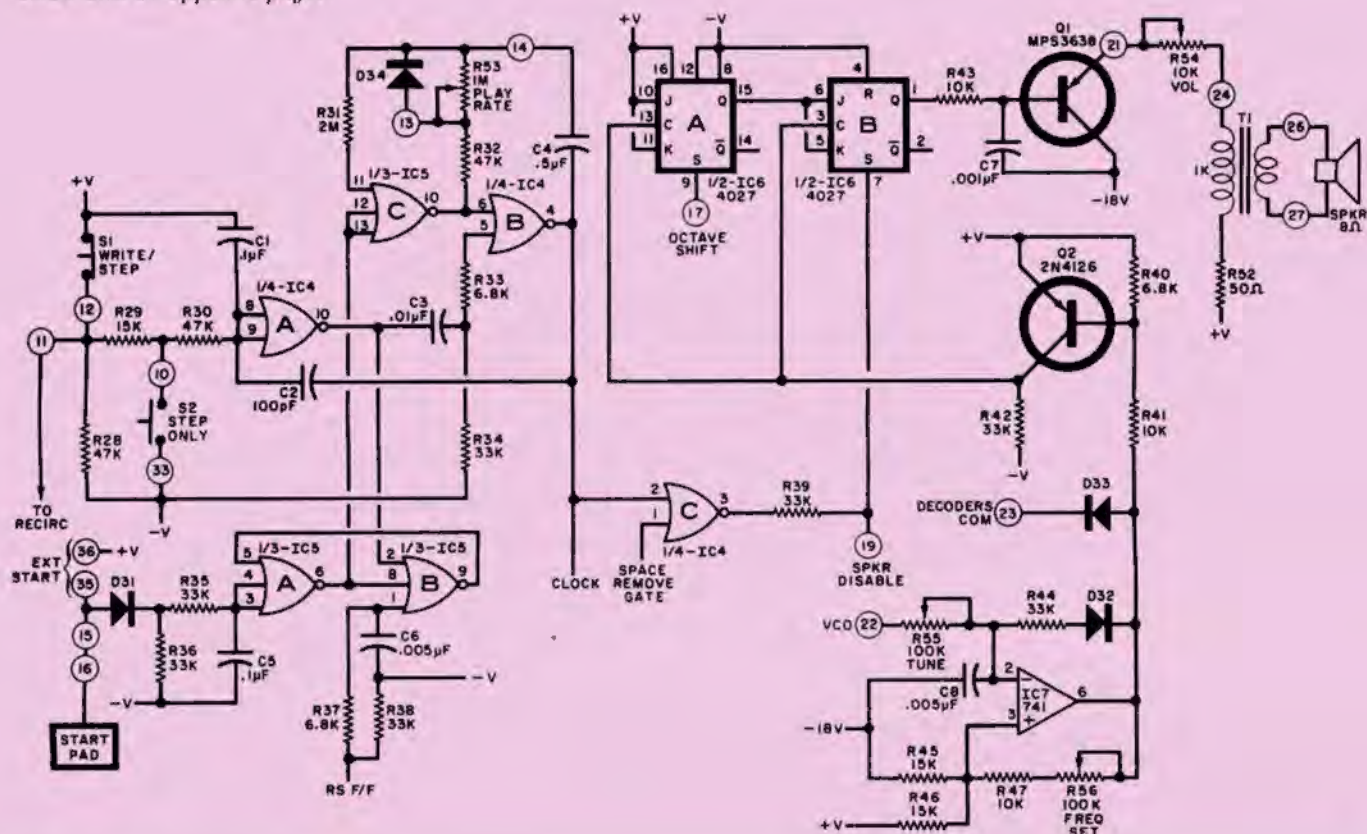 +V
-V
14
D34
R53
1M
PLAY
RATE
13
R31
2M
R32
47K
C4
.5µF
1/3-IC5
11
12
13
C
10
1/4-IC4
6
5
B
4
+V
S1
WRITE/
STEP
12
C1
.1µF
1/4-IC4
8
9
A
10
R29
15K
R30
47K
11
10
S2
STEP
ONLY
33
-V
R28
47K
TO
RECIRC
C2
100pF
C3
.01µF
R33
6.8K
R34
33K
EXT
START
36
+V
35
15
16
START
PAD
D31
R35
33K
R36
33K
-V
C5
.1µF
1/3-IC5
5
4
3
A
6
1/3-IC5
2
8
1
B
9
C6
.005µF
-V
R37
6.8K
R38
33K
RS F/F
CLOCK
2
1
C
3
1/4-IC4
SPACE
REMOVE
GATE
R39
33K
19
SPKR
DISABLE
16
12
8
10
J
13
C
11
K
A
Q
15
Q
14
S
9
1/2-IC6
4027
17
OCTAVE
SHIFT
4
R
6
J
3
C
5
K
B
Q
1
Q
2
S
7
1/2-IC6
4027
R43
10K
C7
.001µF
Q1
MPS3638
21
-18V
R54
10K
VOL
24
T1
1K
26
27
SPKR
8Ω
R52
50Ω
+V
+V
Q2
2N4126
R40
6.8K
R42
33K
-V
R41
10K
DECODERS
COM
23
D33
VCO
22
R55
100K
TUNE
R44
33K
D32
C8
.005µF
-18V
2
-
3
+
IC7
741
6
R45
15K
R46
15K
+V
R47
10K
R56
100K
FREQ
SET